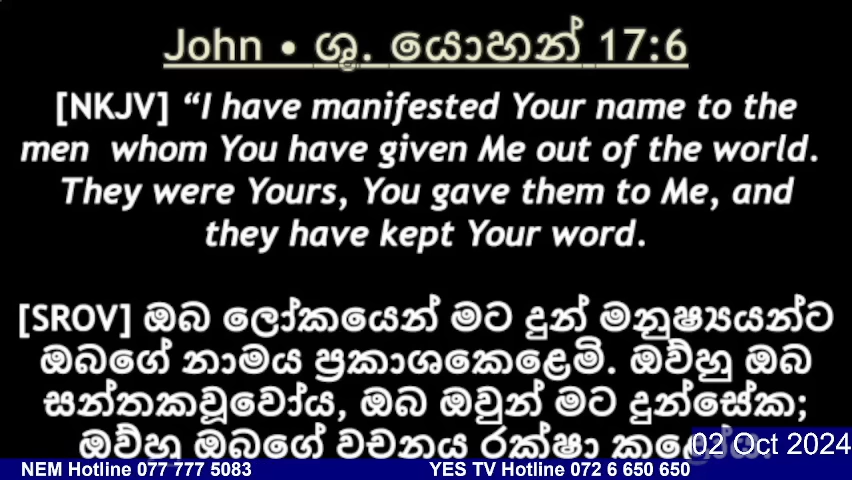 John • ශු. යොහන් 17:6
[NKJV] “I have manifested Your name to the
men whom You have given Me out of the world.
They were Yours, You gave them to Me, and
they have kept Your word.
[SROV] ඔබ ලෝකයෙන් මට දුන් මනුෂ්‍යයන්ට
ඔබගේ නාමය ප්‍රකාශකෙළෙමි. ඔව්හු ඔබ
සන්තකවූවෝය, ඔබ ඔවුන් මට දුන්සේක;
ඔව්හු ඔබගේ වචනය රක්ෂා
02 Oct 2024
NEM Hotline 077 777 5083
YES TV Hotline 072 6 650 650